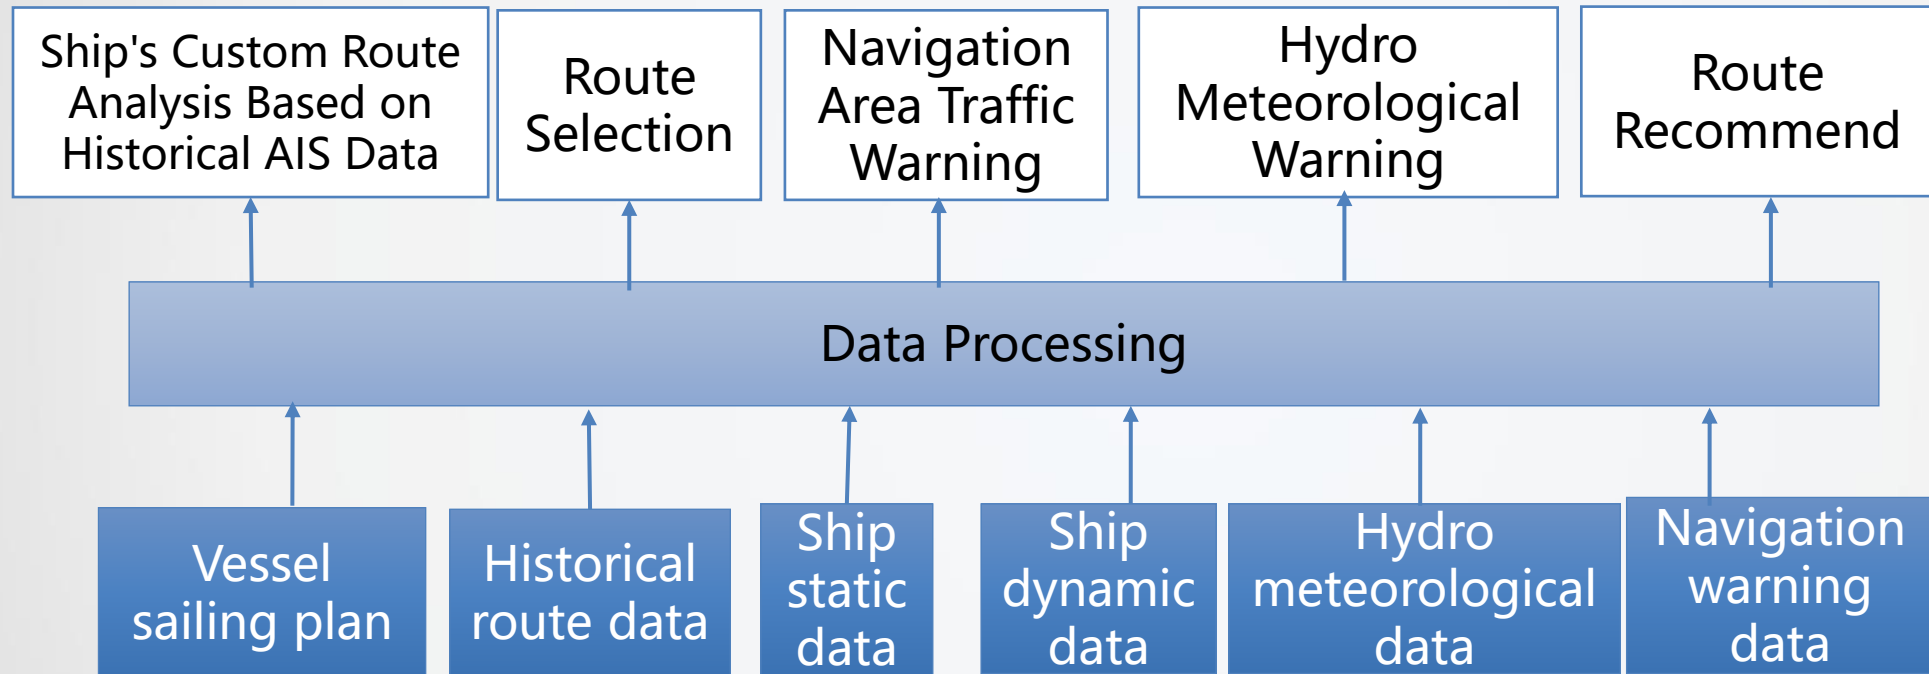 Ship's Custom Route
Analysis Based on
Historical AIS Data
Route
Selection
Navigation
Area Traffic
Warning
Hydro
Meteorological
Warning
Route
Recommend
Data Processing
Vessel
sailing plan
Historical
route data
Ship
static
data
Ship
dynamic
data
Hydro
meteorological
data
Navigation
warning
data